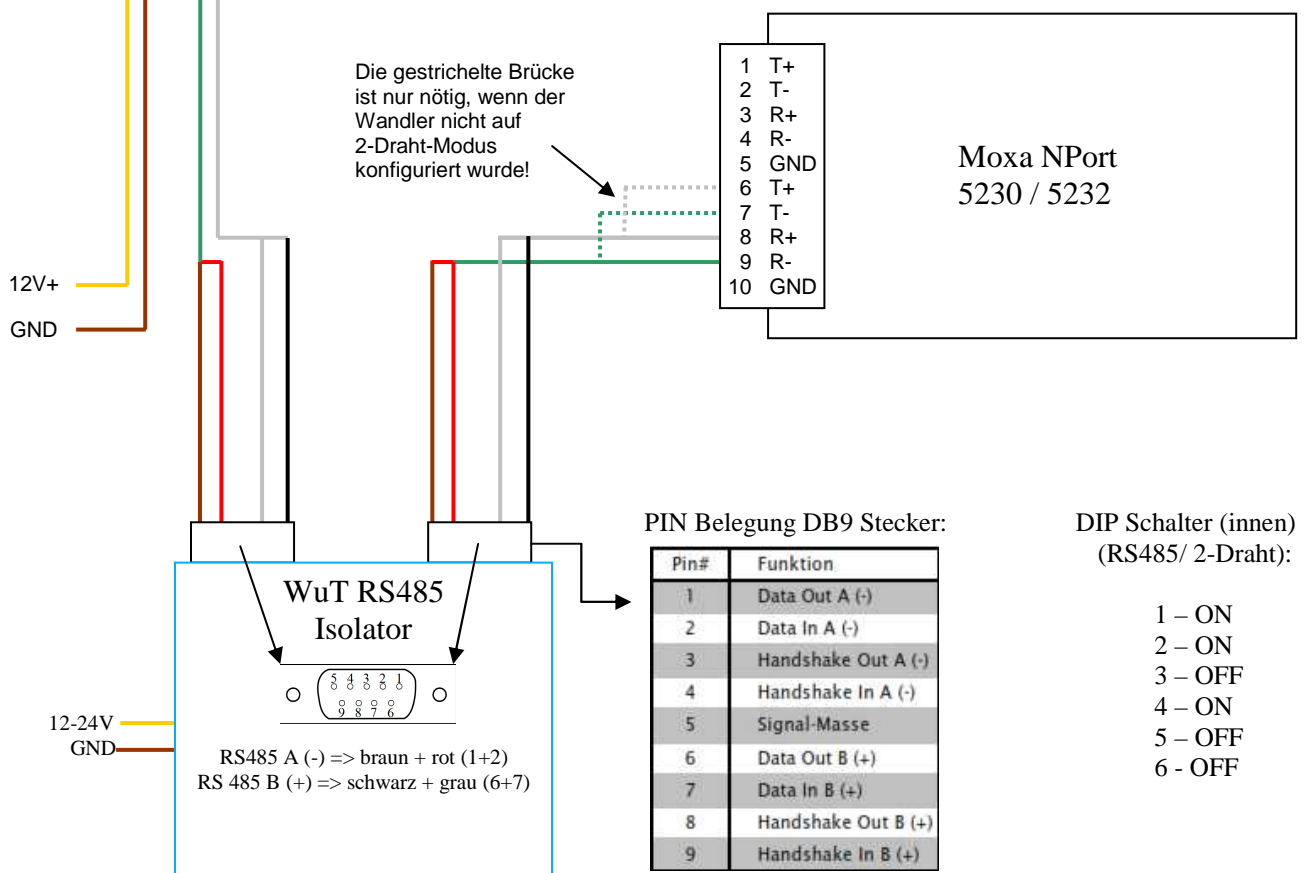 Die gestrichelte Brücke
ist nur nötig, wenn der
Wandler nicht auf
2-Draht-Modus
konfiguriert wurde!
1 T+
2 T-
3 R+
4 R-
5 GND
6 T+
7 T-
8 R+
9 R-
10 GND
Moxa NPort
5230 / 5232
12V+
GND
WuT RS485
Isolator
5 4 3 2 1
9 8 7 6
12-24V
GND
RS485 A (-) => braun + rot (1+2)
RS 485 B (+) => schwarz + grau (6+7)
PIN Belegung DB9 Stecker:
Pin# Funktion
1 Data Out A (-)
2 Data In A (-)
3 Handshake Out A (-)
4 Handshake In A (-)
5 Signal-Masse
6 Data Out B (+)
7 Data In B (+)
8 Handshake Out B (+)
9 Handshake In B (+)
DIP Schalter (innen)
(RS485/ 2-Draht):
1 – ON
2 – ON
3 – OFF
4 – ON
5 – OFF
6 - OFF